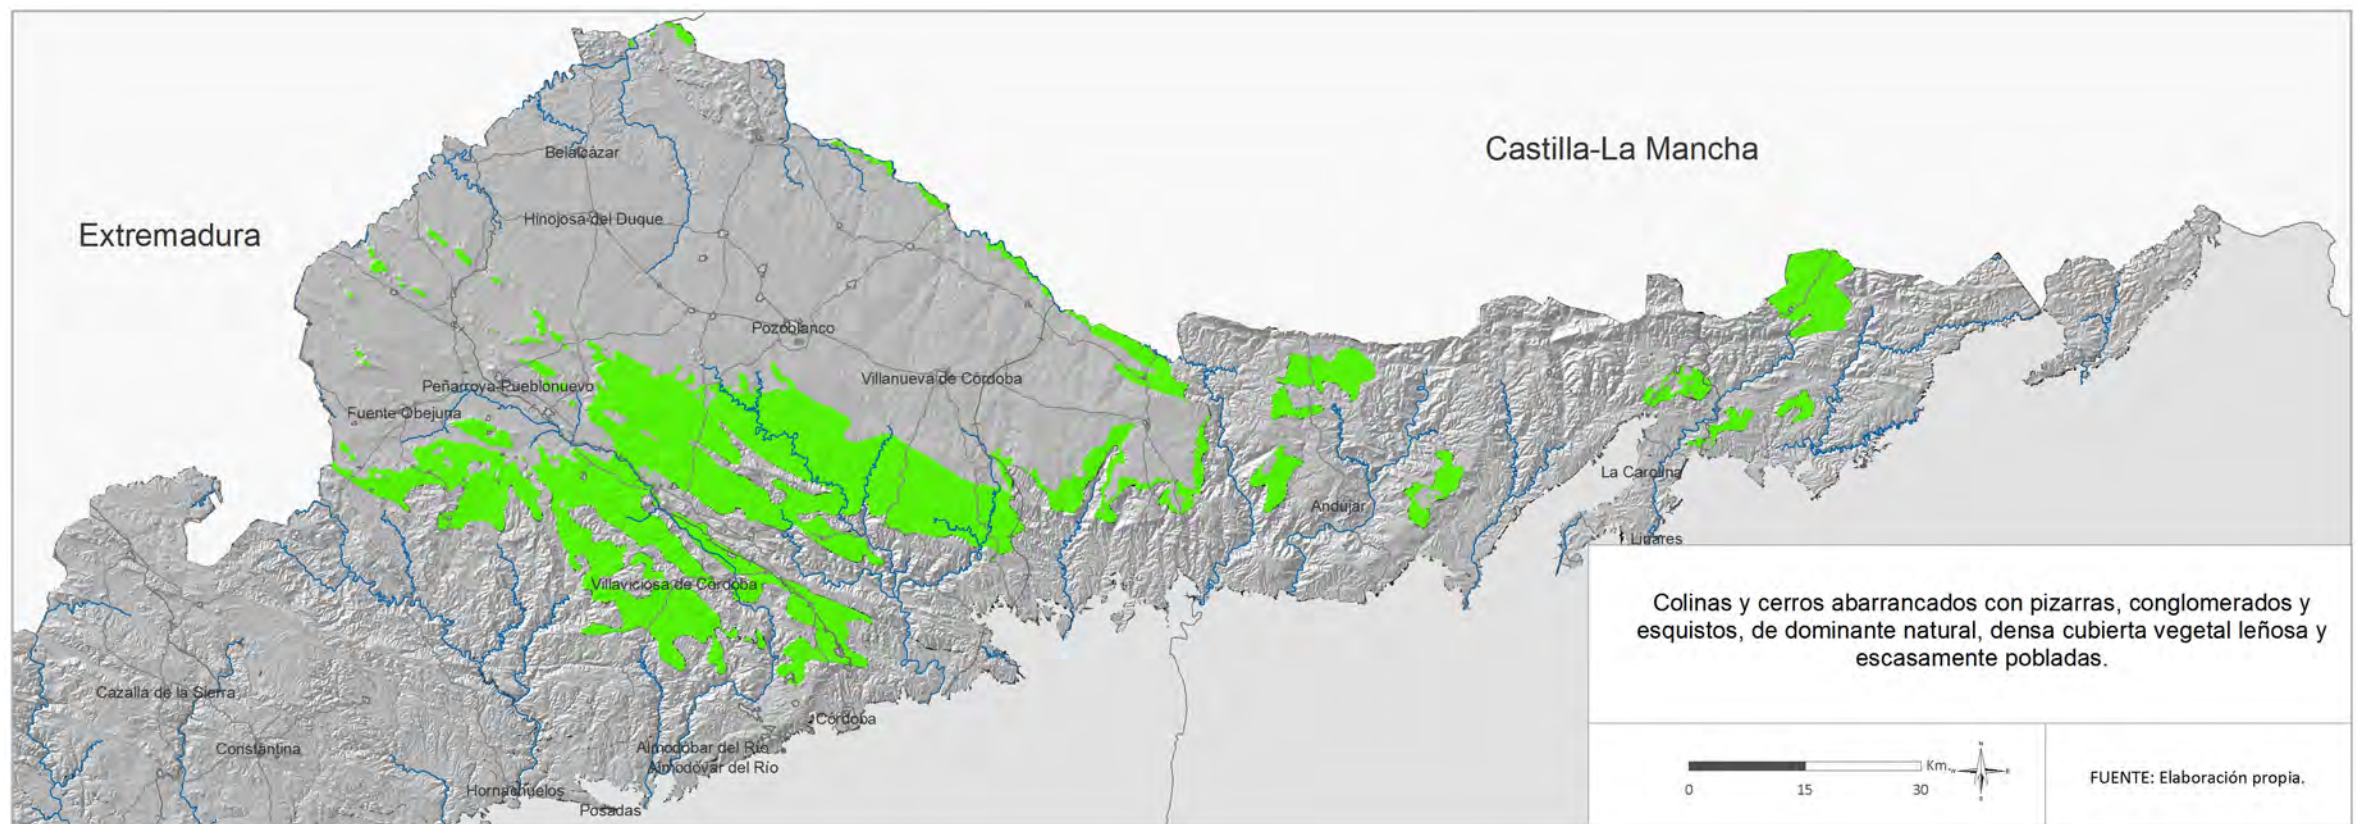 Castilla-La Mancha
Extremadura
Belalcázar
Hinojosa del Duque
Pozoblanco
Villanueva de Córdoba
Peñarroya-Pueblonuevo
Fuente Obejuna
La Carolina
Andújar
Linares
Villaviciosa de Córdoba
Cazalla de la Sierra
Córdoba
Constantina
Almodóbar del Río
Almodóvar del Río
Hornachuelos
Posadas
Colinas y cerros abarrancados con pizarras, conglomerados y
esquistos, de dominante natural, densa cubierta vegetal leñosa y
escasamente pobladas.
Km.
0 15 30
N
W E
S
FUENTE: Elaboración propia.